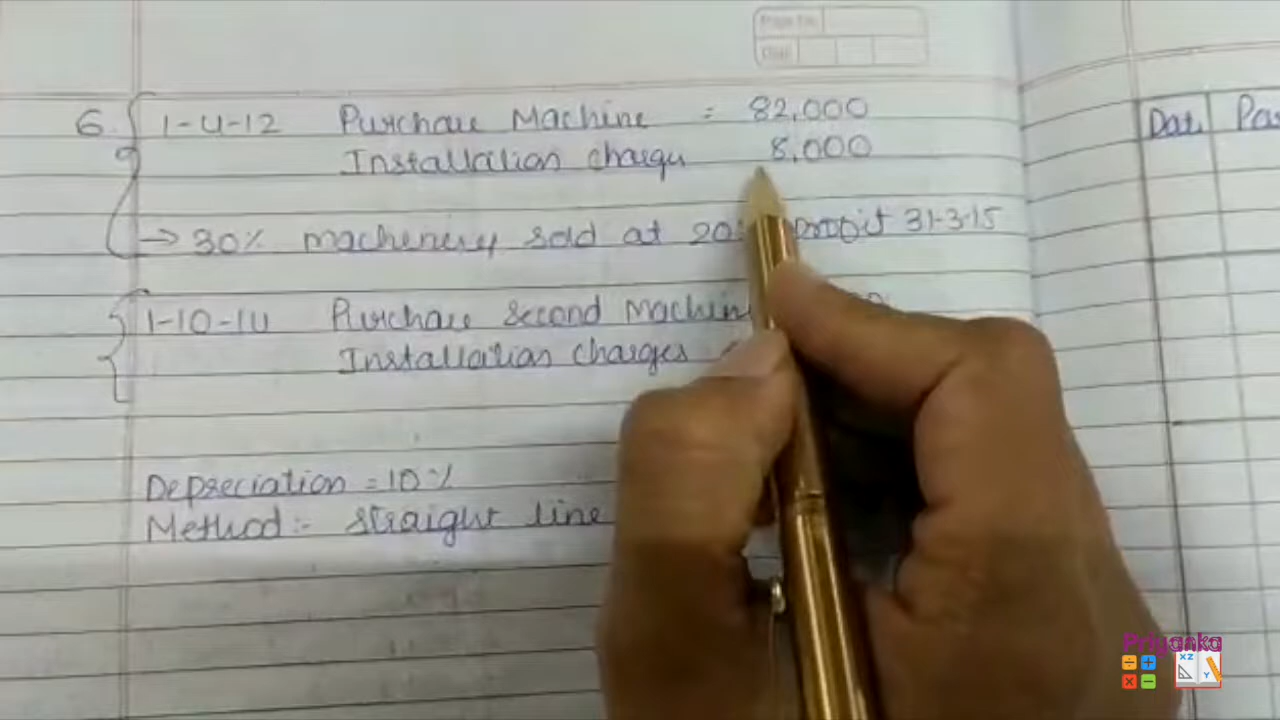 6. 1-4-12 Purchase Machine = 82,000
Installation charges 8,000
→ 30% machinery sold at 20% profit 31-3-15
1-10-14 Purchase second machine
Installation charges
Depreciation = 10%
Method :- straight line
Date Pa
Priyanka